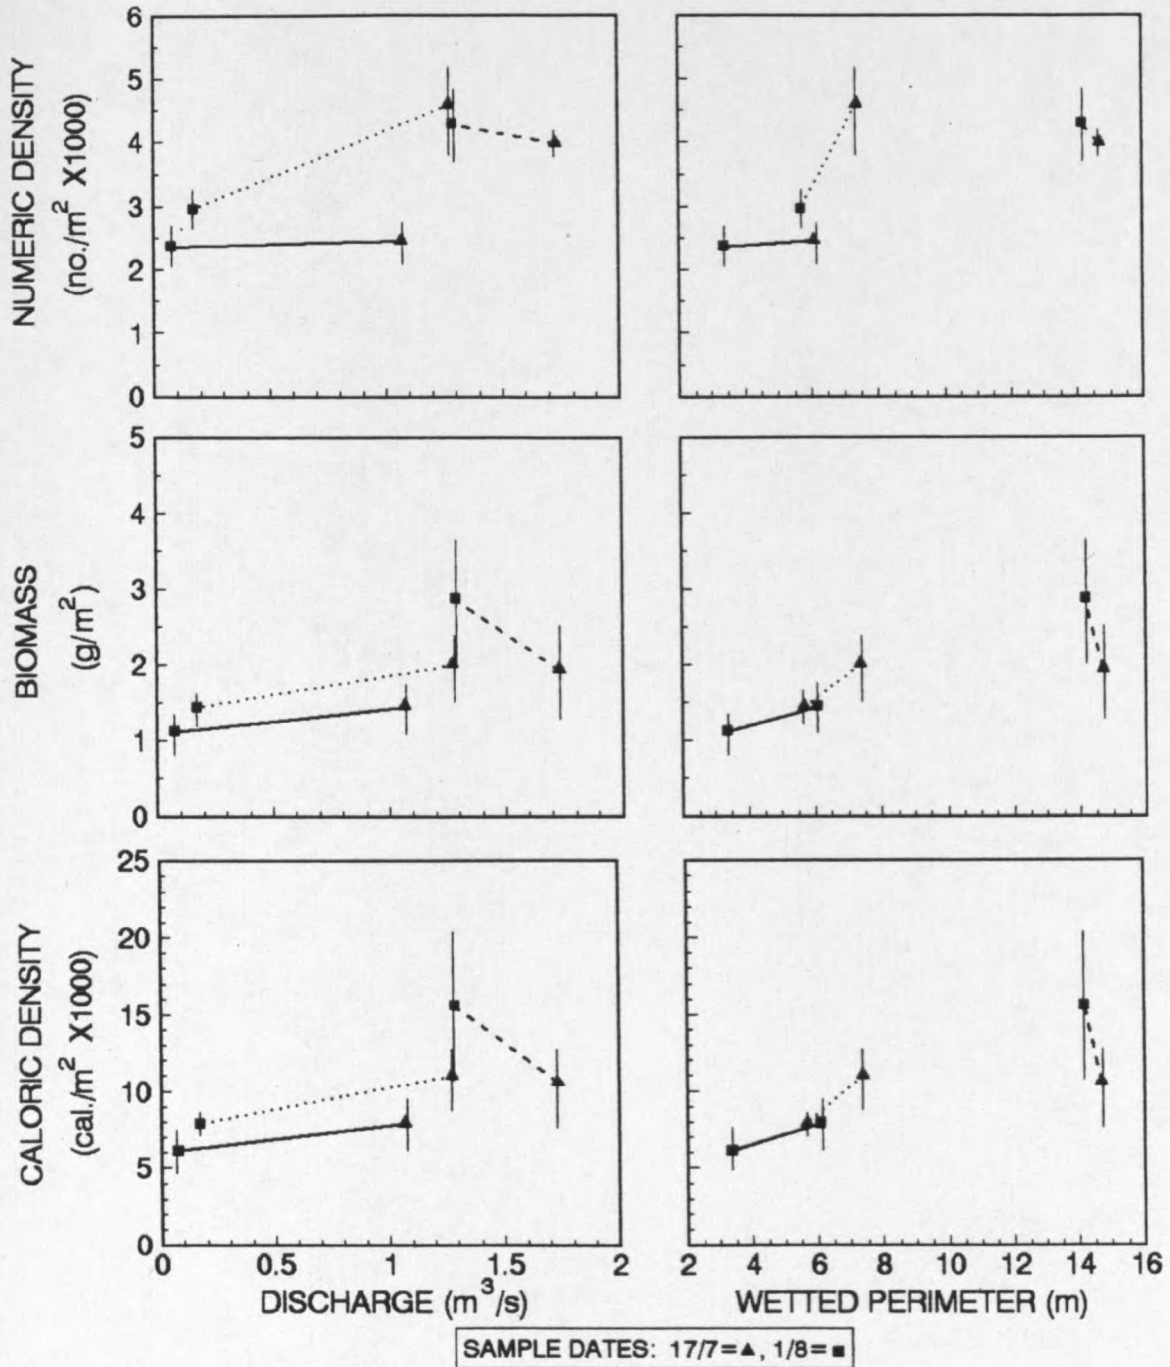 NUMERIC DENSITY
(no./m² X1000)
6
5
4
3
2
1
0
BIOMASS
(g/m²)
5
4
3
2
1
0
CALORIC DENSITY
(cal./m² X1000)
25
20
15
10
5
0
0 0.5 1 1.5 2
DISCHARGE (m³/s)
2 4 6 8 10 12 14 16
WETTED PERIMETER (m)
SAMPLE DATES: 17/7=▲, 1/8=■